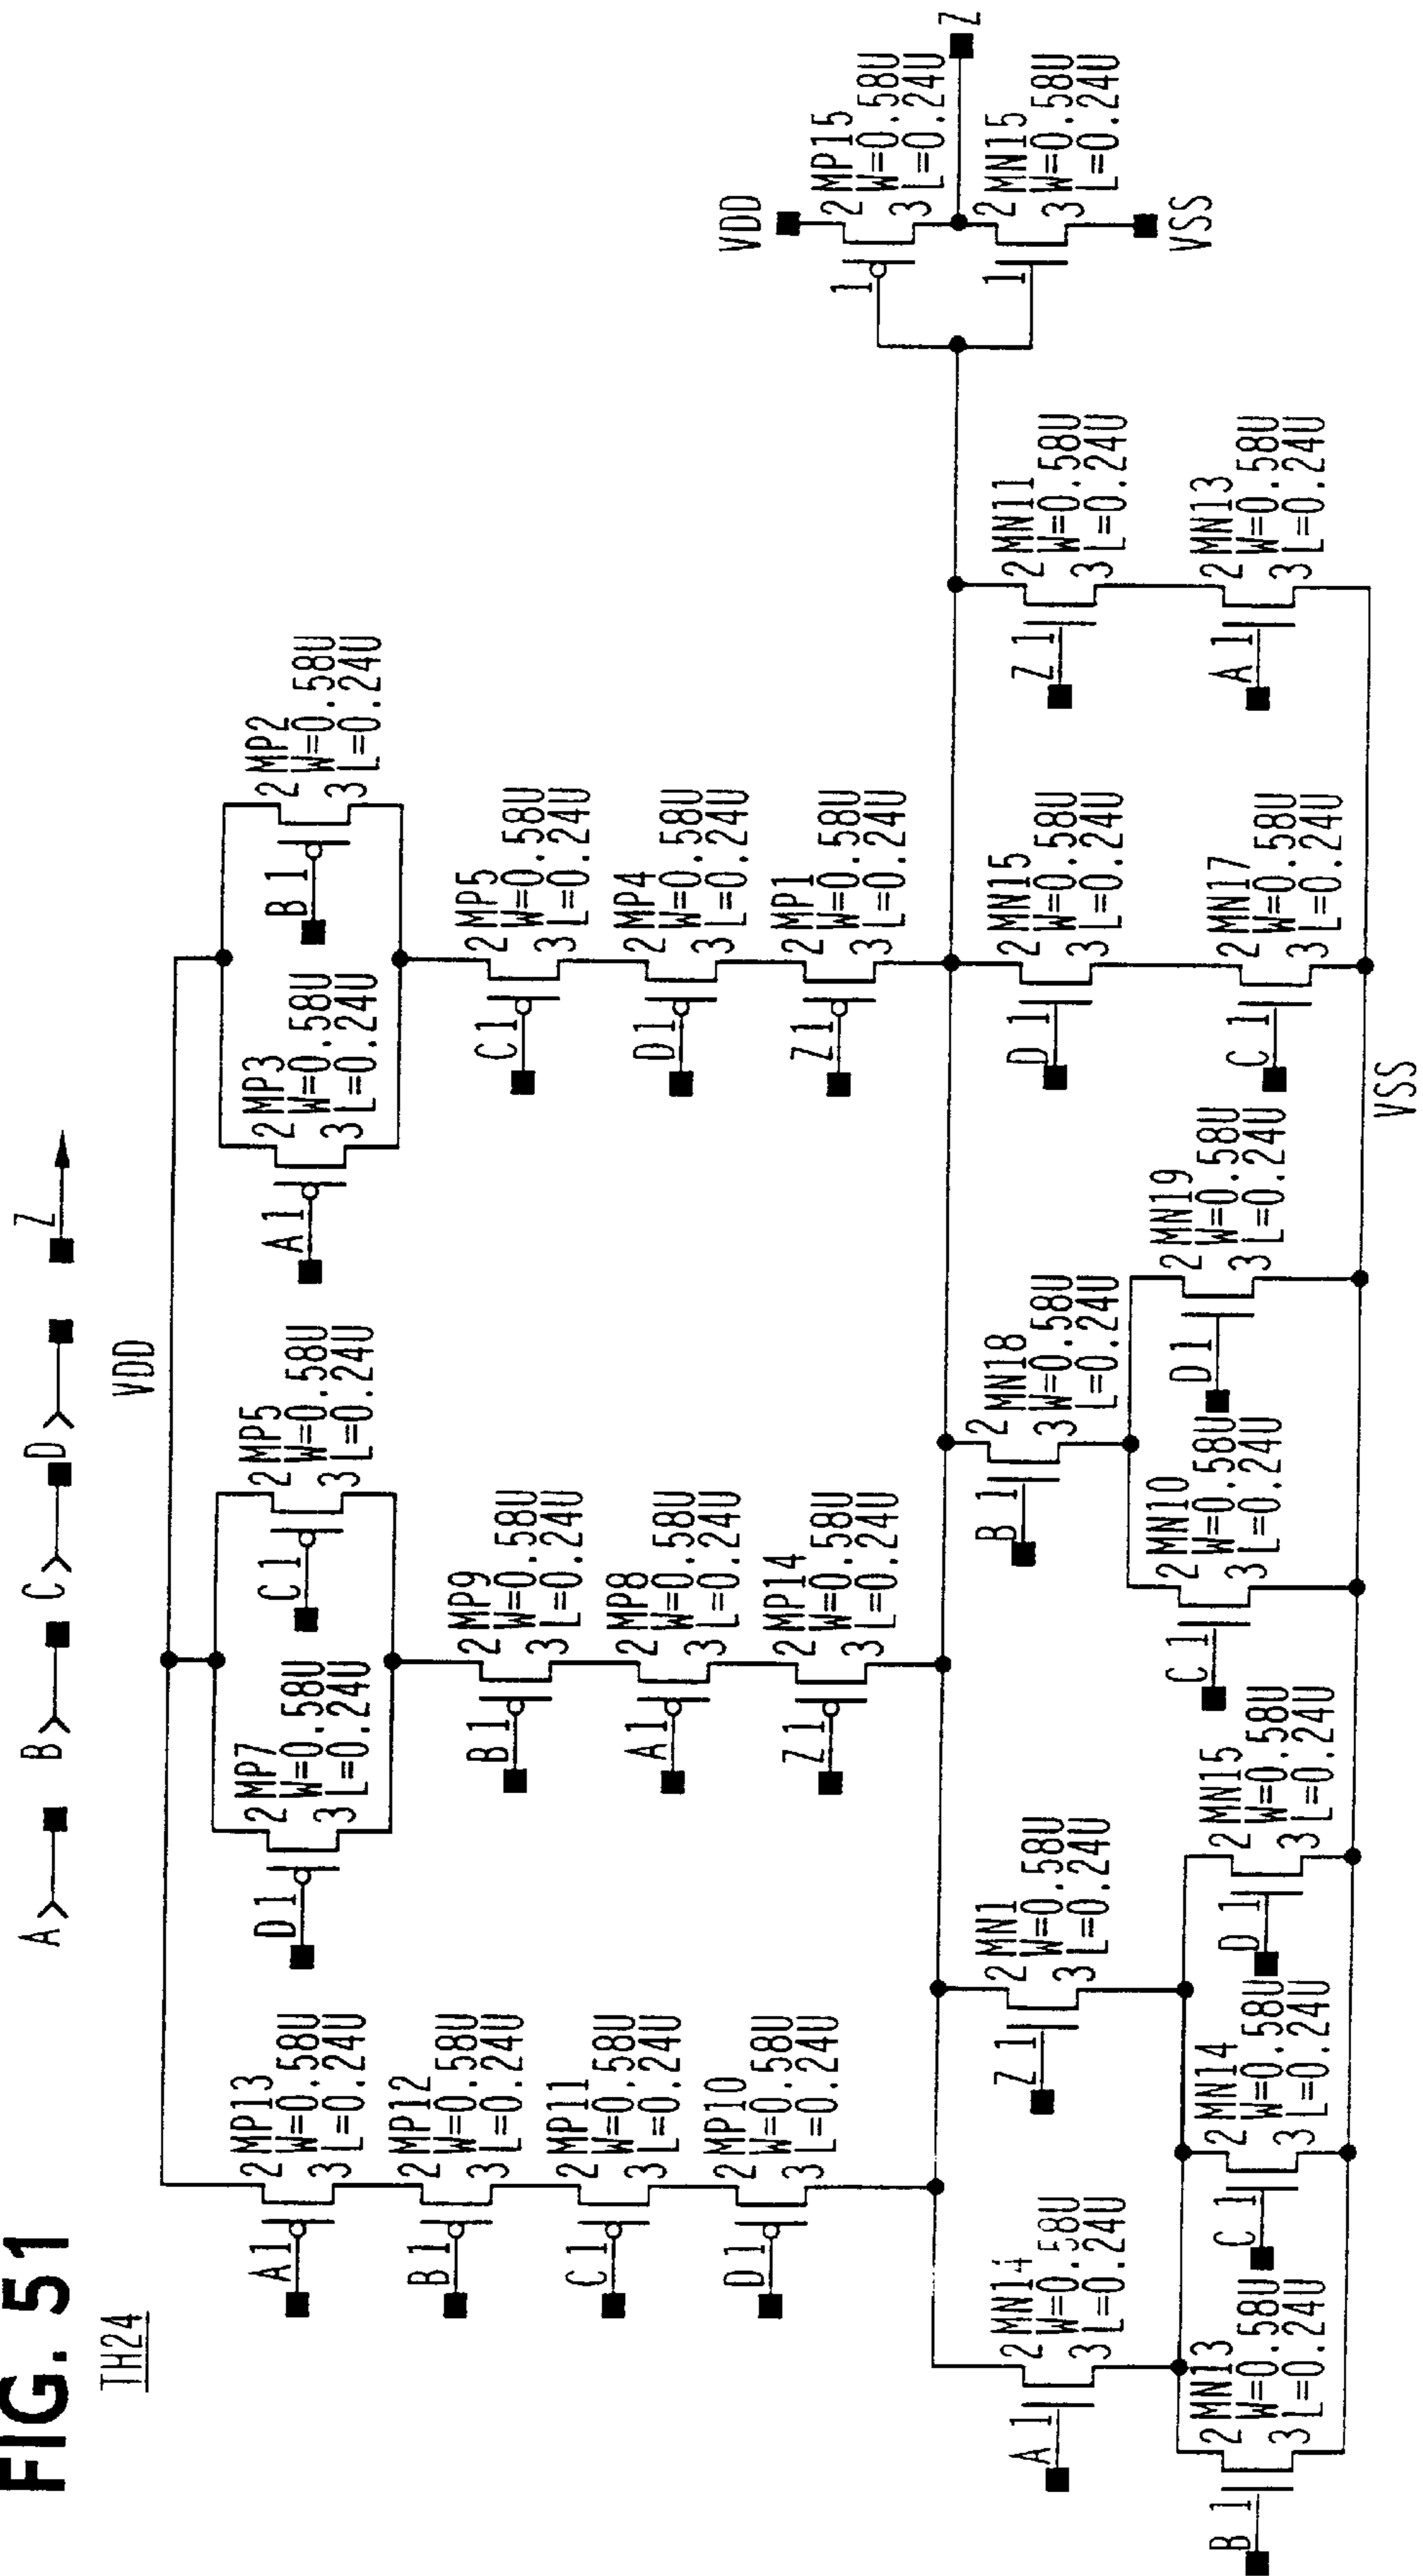 FIG. 51
TH24
A
B
C
D
Z
VDD
MP13
W=0.58U
L=0.24U
A 1
2
3
MP12
W=0.58U
L=0.24U
B 1
2
3
MP11
W=0.58U
L=0.24U
C 1
2
3
MP10
W=0.58U
L=0.24U
D 1
2
3
MP7
W=0.58U
L=0.24U
D 1
2
3
MP5
W=0.58U
L=0.24U
C 1
2
3
MP9
W=0.58U
L=0.24U
B 1
2
3
MP8
W=0.58U
L=0.24U
A 1
2
3
MP14
W=0.58U
L=0.24U
Z 1
2
3
MP3
W=0.58U
L=0.24U
A 1
2
3
MP2
W=0.58U
L=0.24U
B 1
2
3
MP5
W=0.58U
L=0.24U
C 1
2
3
MP4
W=0.58U
L=0.24U
D 1
2
3
MP1
W=0.58U
L=0.24U
Z 1
2
3
MN14
W=0.58U
L=0.24U
A 1
2
3
MN1
W=0.58U
L=0.24U
Z 1
2
3
MN13
W=0.58U
L=0.24U
B 1
2
3
MN14
W=0.58U
L=0.24U
C 1
2
3
MN15
W=0.58U
L=0.24U
D 1
2
3
MN18
W=0.58U
L=0.24U
B 1
2
3
MN10
W=0.58U
L=0.24U
C 1
2
3
MN19
W=0.58U
L=0.24U
D 1
2
3
MN15
W=0.58U
L=0.24U
D 1
2
3
MN17
W=0.58U
L=0.24U
C 1
2
3
MN11
W=0.58U
L=0.24U
Z 1
2
3
MN13
W=0.58U
L=0.24U
A 1
2
3
VSS
VDD
MP15
W=0.58U
L=0.24U
1
2
3
MN15
W=0.58U
L=0.24U
1
2
3
VSS
Z